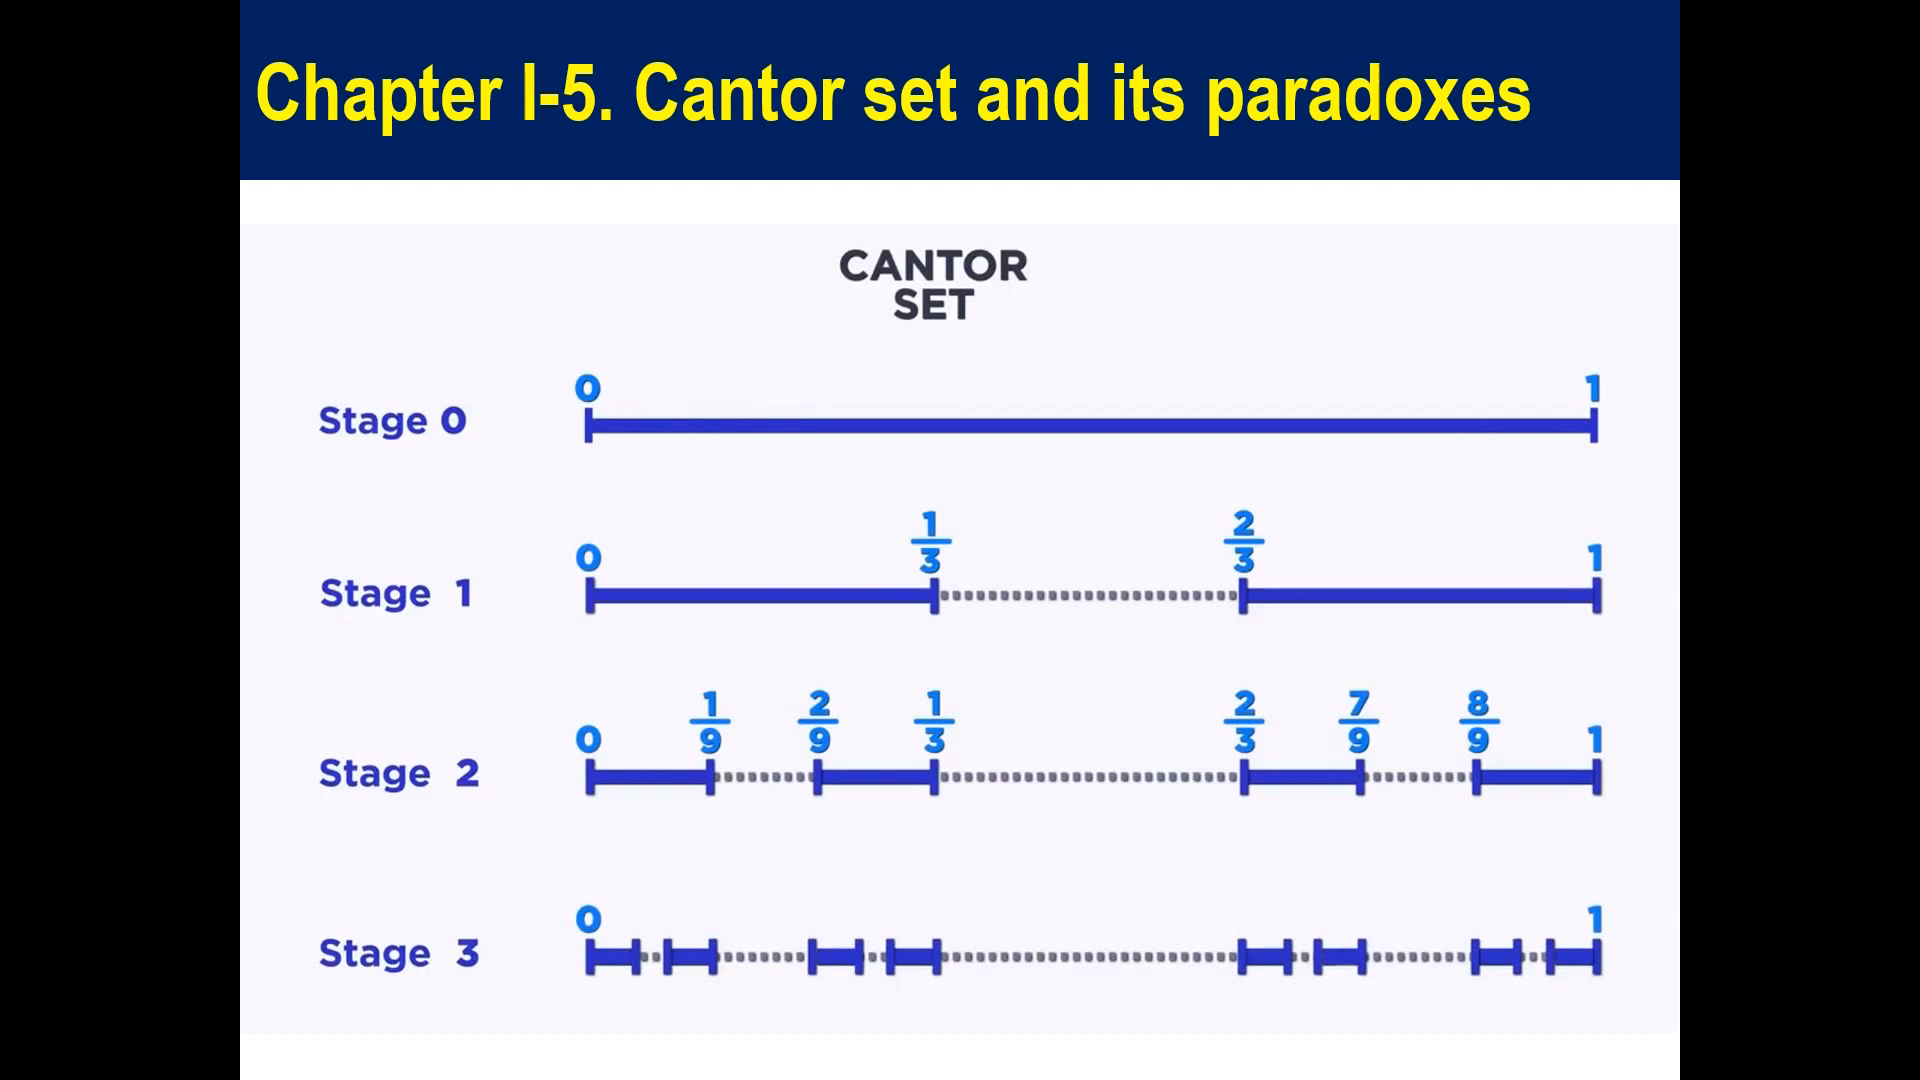 Chapter I-5. Cantor set and its paradoxes
CANTOR
SET
Stage 0
0 1
Stage 1
0 1/3 2/3 1
Stage 2
0 1/9 2/9 1/3 2/3 7/9 8/9 1
Stage 3
0 1